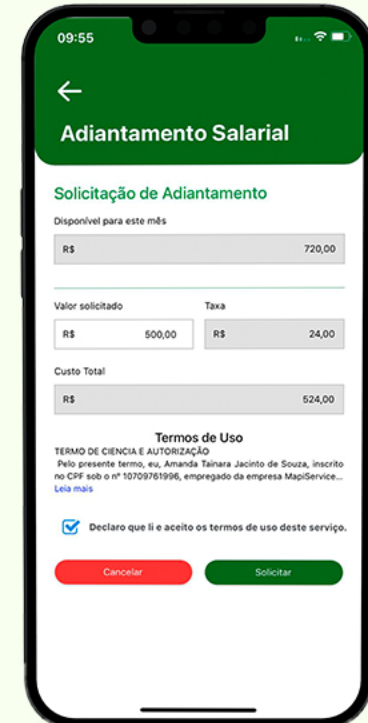 09:55
Adiantamento Salarial
Solicitação de Adiantamento
Disponível para este mês
R$ 720,00
Valor solicitado Taxa
R$ 500,00 R$ 24,00
Custo Total
R$ 524,00
Termos de Uso
TERMO DE CIENCIA E AUTORIZAÇÃO
Pelo presente termo, eu, Amanda Tainara Jacinto de Souza, inscrito
no CPF sob o nº 10709761996, empregado da empresa MapiService...
Leia mais
Declaro que li e aceito os termos de uso deste serviço.
Cancelar Solicitar